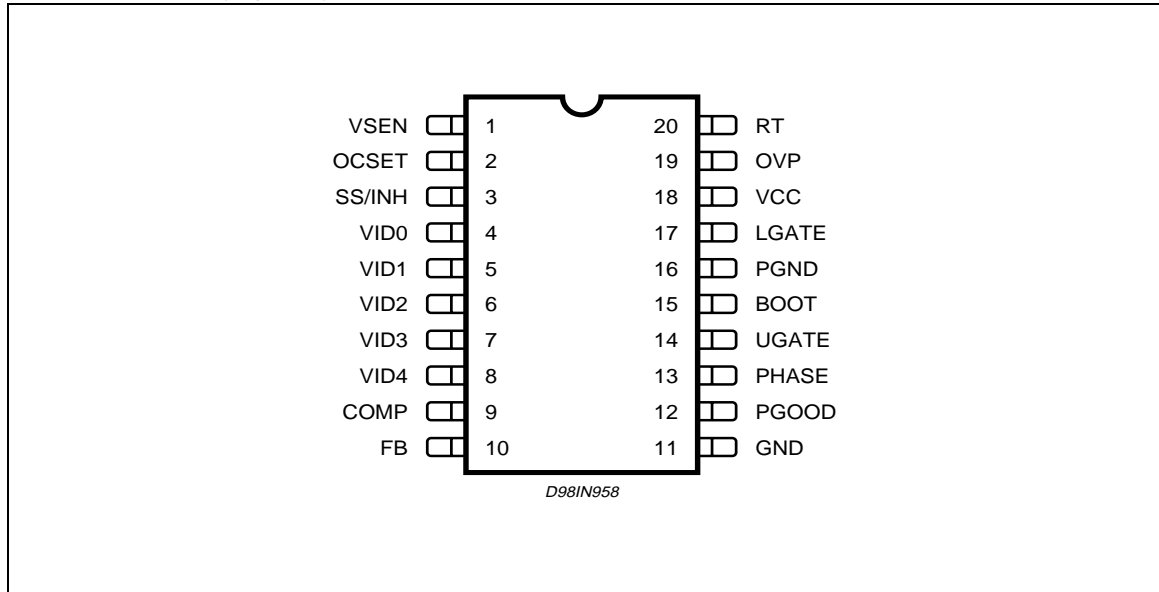 VSEN 1 20 RT
OCSET 2 19 OVP
SS/INH 3 18 VCC
VID0 4 17 LGATE
VID1 5 16 PGND
VID2 6 15 BOOT
VID3 7 14 UGATE
VID4 8 13 PHASE
COMP 9 12 PGOOD
FB 10 11 GND
D98IN958